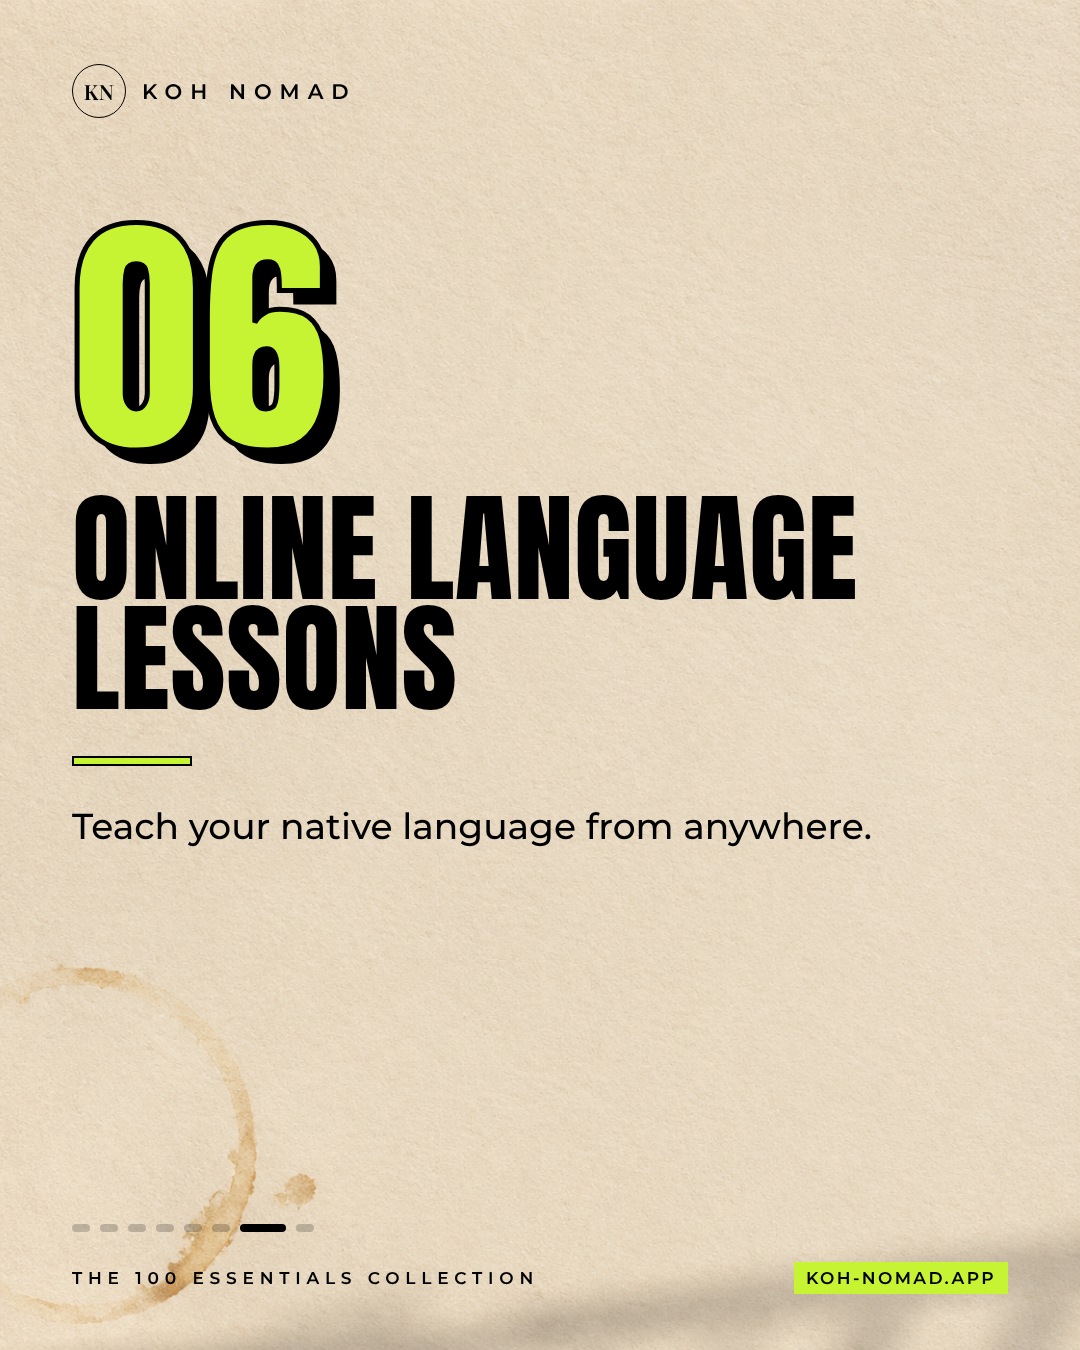 KN KOH NOMAD
06
ONLINE LANGUAGE
LESSONS
Teach your native language from anywhere.
THE 100 ESSENTIALS COLLECTION
KOH-NOMAD.APP